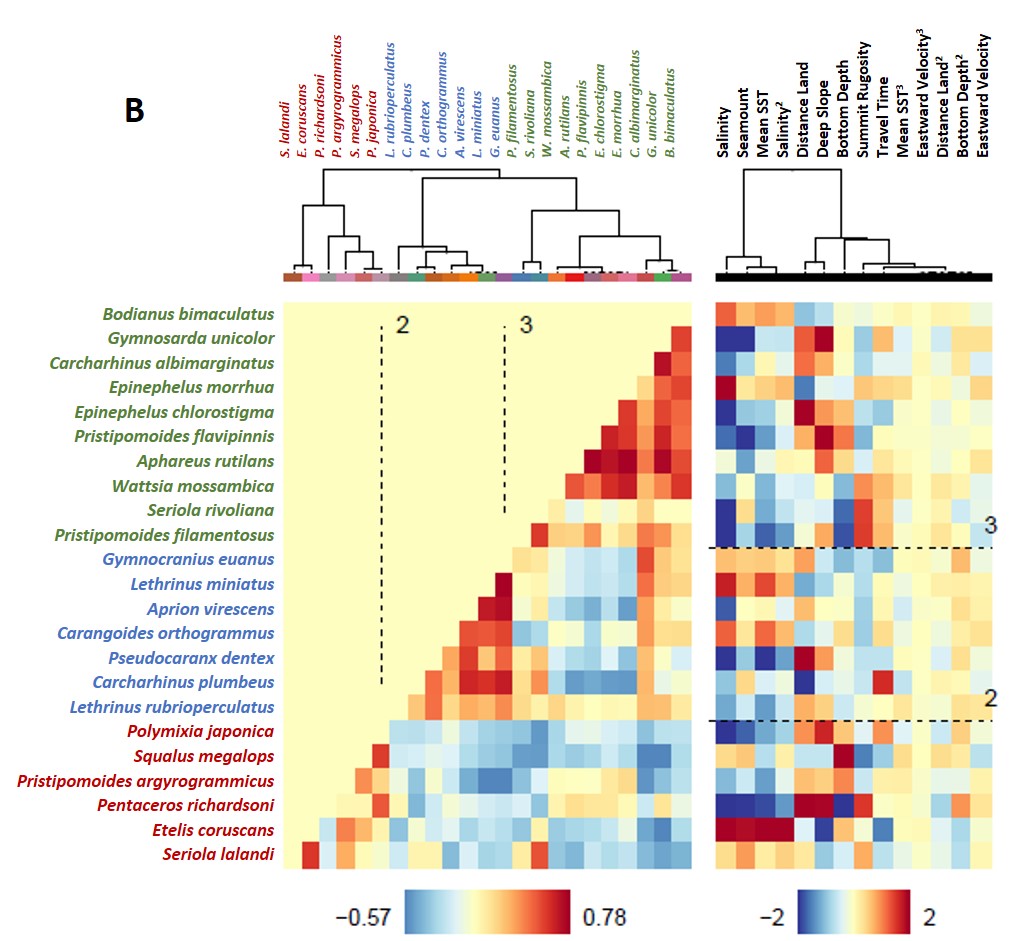 B
S. lalandi
E. coruscans
P. richardsoni
P. argyrogrammicus
S. megalops
P. japonica
L. rubrioperculatus
C. plumbeus
P. dentex
C. orthogrammus
A. virescens
L. miniatus
G. euanus
P. filamentosus
S. rivoliana
W. mossambica
A. rutilans
P. flavipinnis
E. chlorostigma
E. morrhua
C. albimarginatus
G. unicolor
B. bimaculatus
Salinity
Seamount
Mean SST
Salinity²
Distance Land
Deep Slope
Bottom Depth
Summit Rugosity
Travel Time
Mean SST³
Eastward Velocity³
Distance Land²
Bottom Depth²
Eastward Velocity
Bodianus bimaculatus
Gymnosarda unicolor
Carcharhinus albimarginatus
Epinephelus morrhua
Epinephelus chlorostigma
Pristipomoides flavipinnis
Aphareus rutilans
Wattsia mossambica
Seriola rivoliana
Pristipomoides filamentosus
Gymnocranius euanus
Lethrinus miniatus
Aprion virescens
Carangoides orthogrammus
Pseudocaranx dentex
Carcharhinus plumbeus
Lethrinus rubrioperculatus
Polymixia japonica
Squalus megalops
Pristipomoides argyrogrammicus
Pentaceros richardsoni
Etelis coruscans
Seriola lalandi
2
3
3
2
−0.57
0.78
−2
2